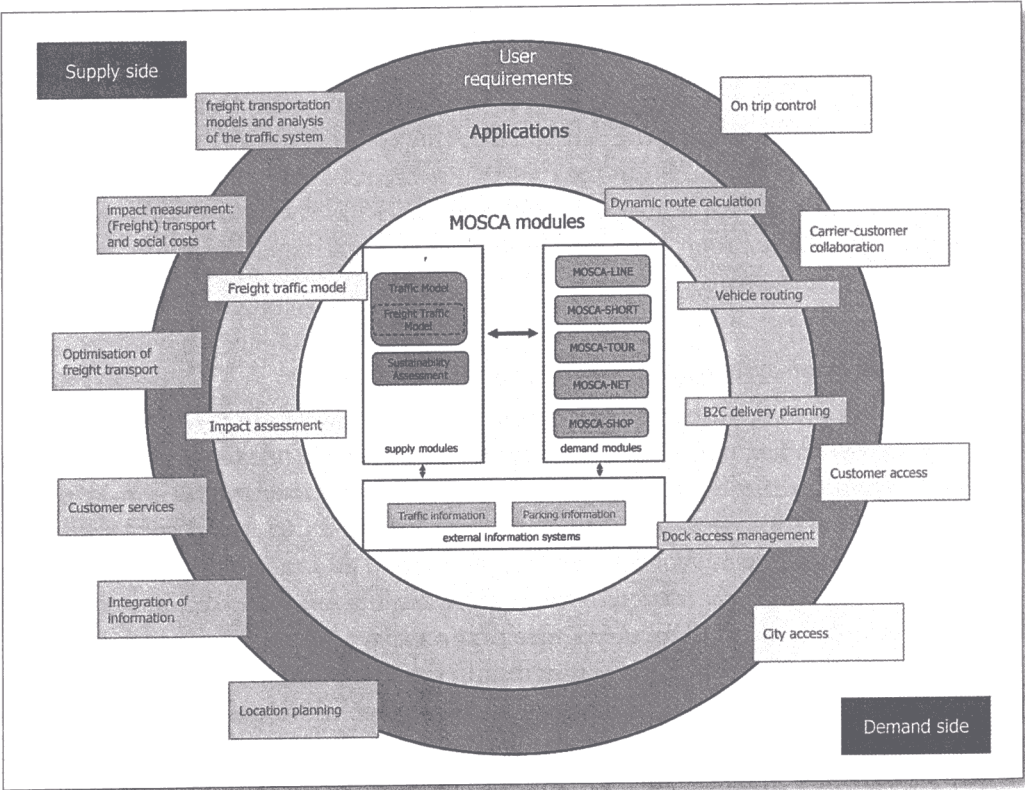 Supply side
User
requirements
freight transportation
models and analysis
of the traffic system
On trip control
Applications
Dynamic route calculation
impact measurement:
(Freight) transport
and social costs
MOSCA modules
Carrier-customer
collaboration
Freight traffic model
Traffic Model
Freight Traffic
Model
Sustainability
Assessment
supply modules
MOSCA-LINE
MOSCA-SHORT
MOSCA-TOUR
MOSCA-NET
MOSCA-SHOP
demand modules
Vehicle routing
Optimisation of
freight transport
Impact assessment
B2C delivery planning
Customer access
Customer services
Traffic information
Parking information
external information systems
Dock access management
Integration of
information
City access
Location planning
Demand side